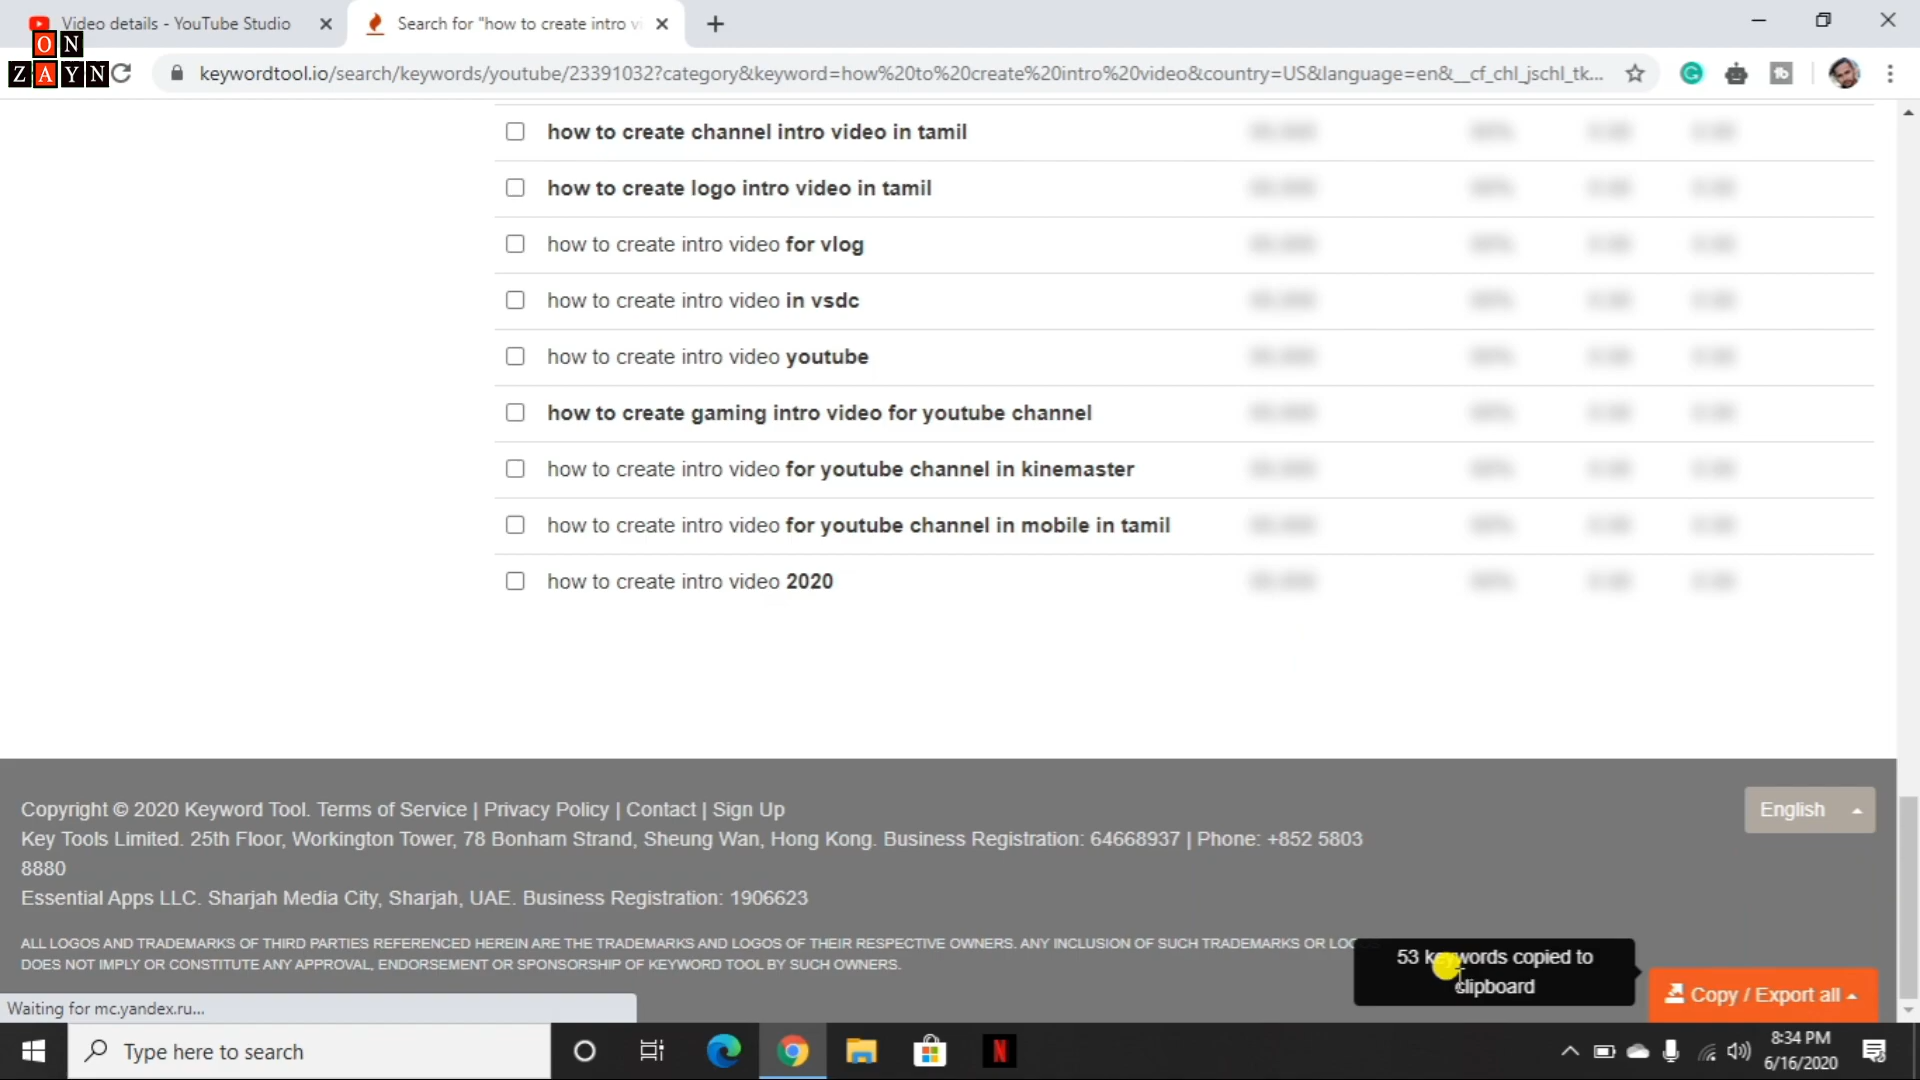 Video details - YouTube Studio
Search for "how to create intro vi
ON
ZAYN
keywordtool.io/search/keywords/youtube/23391032?category&keyword=how%20to%20create%20intro%20video&country=US&language=en&__cf_chl_jschl_tk...
how to create channel intro video in tamil
how to create logo intro video in tamil
how to create intro video for vlog
how to create intro video in vsdc
how to create intro video youtube
how to create gaming intro video for youtube channel
how to create intro video for youtube channel in kinemaster
how to create intro video for youtube channel in mobile in tamil
how to create intro video 2020
Copyright © 2020 Keyword Tool. Terms of Service | Privacy Policy | Contact | Sign Up
English
Key Tools Limited. 25th Floor, Workington Tower, 78 Bonham Strand, Sheung Wan, Hong Kong. Business Registration: 64668937 | Phone: +852 5803
8880
Essential Apps LLC. Sharjah Media City, Sharjah, UAE. Business Registration: 1906623
ALL LOGOS AND TRADEMARKS OF THIRD PARTIES REFERENCED HEREIN ARE THE TRADEMARKS AND LOGOS OF THEIR RESPECTIVE OWNERS. ANY INCLUSION OF SUCH TRADEMARKS OR LOGOS
DOES NOT IMPLY OR CONSTITUTE ANY APPROVAL, ENDORSEMENT OR SPONSORSHIP OF KEYWORD TOOL BY SUCH OWNERS.
53 keywords copied to
clipboard
Copy / Export all
Waiting for mc.yandex.ru...
Type here to search
8:34 PM
6/16/2020